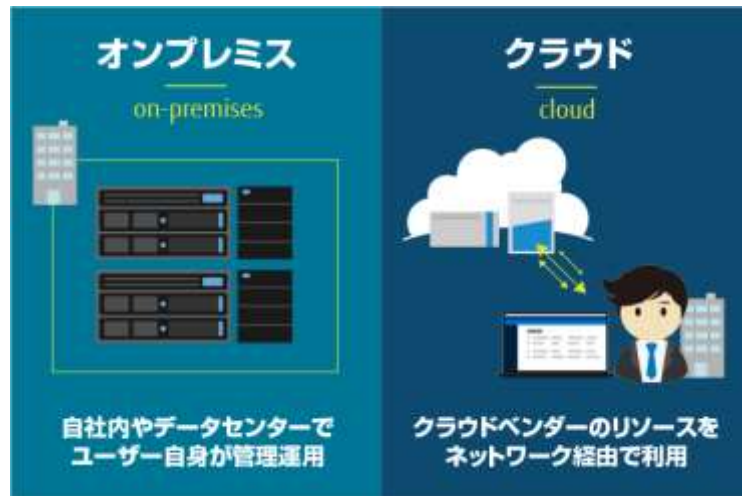 オンプレミス
on-premises
自社内やデータセンターで
ユーザー自身が管理運用
クラウド
cloud
クラウドベンダーのリソースを
ネットワーク経由で利用